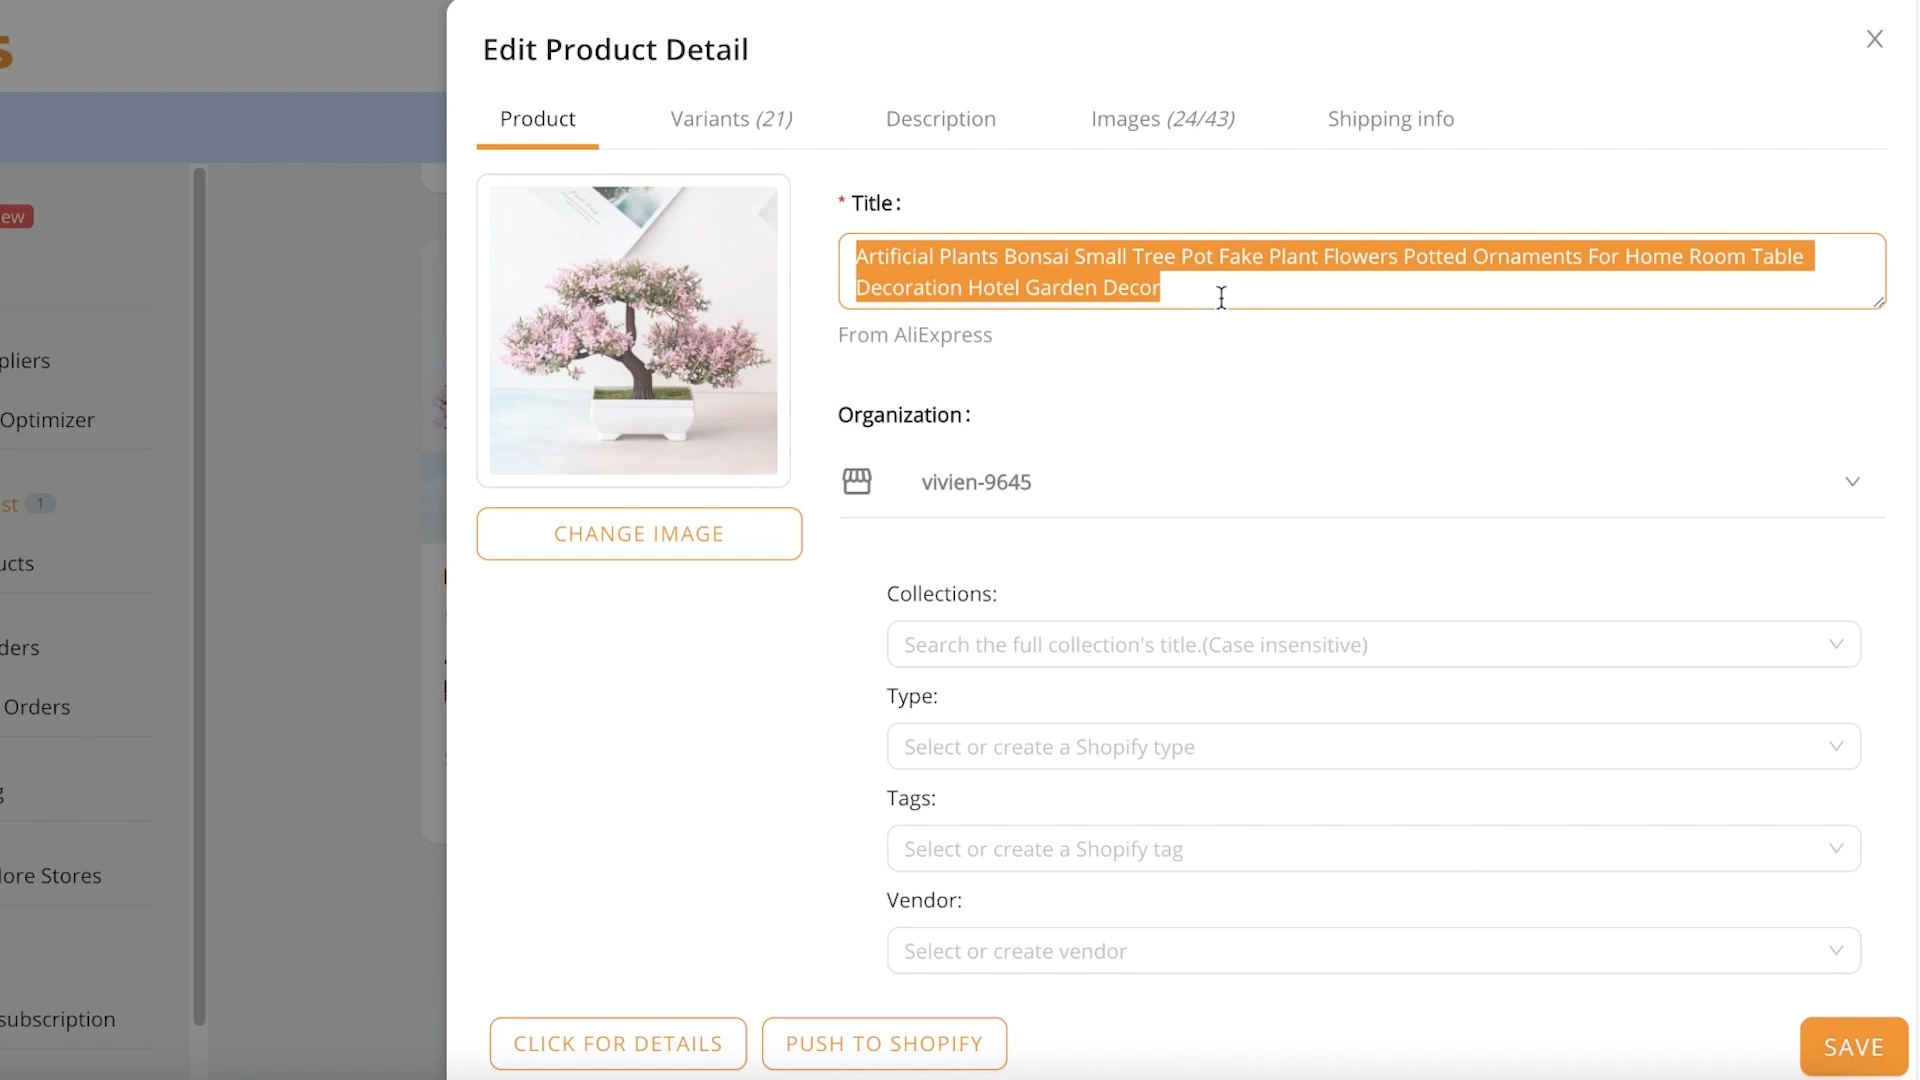 Edit Product Detail
Product
Variants (21)
Description
Images (24/43)
Shipping info
* Title:
Artificial Plants Bonsai Small Tree Pot Fake Plant Flowers Potted Ornaments For Home Room Table
Decoration Hotel Garden Decor
From AliExpress
Organization:
vivien-9645
CHANGE IMAGE
Collections:
Search the full collection's title.(Case insensitive)
Type:
Select or create a Shopify type
Tags:
Select or create a Shopify tag
Vendor:
Select or create vendor
CLICK FOR DETAILS
PUSH TO SHOPIFY
SAVE
s
ew
pliers
Optimizer
st 1
ucts
ders
Orders
g
ore Stores
subscription